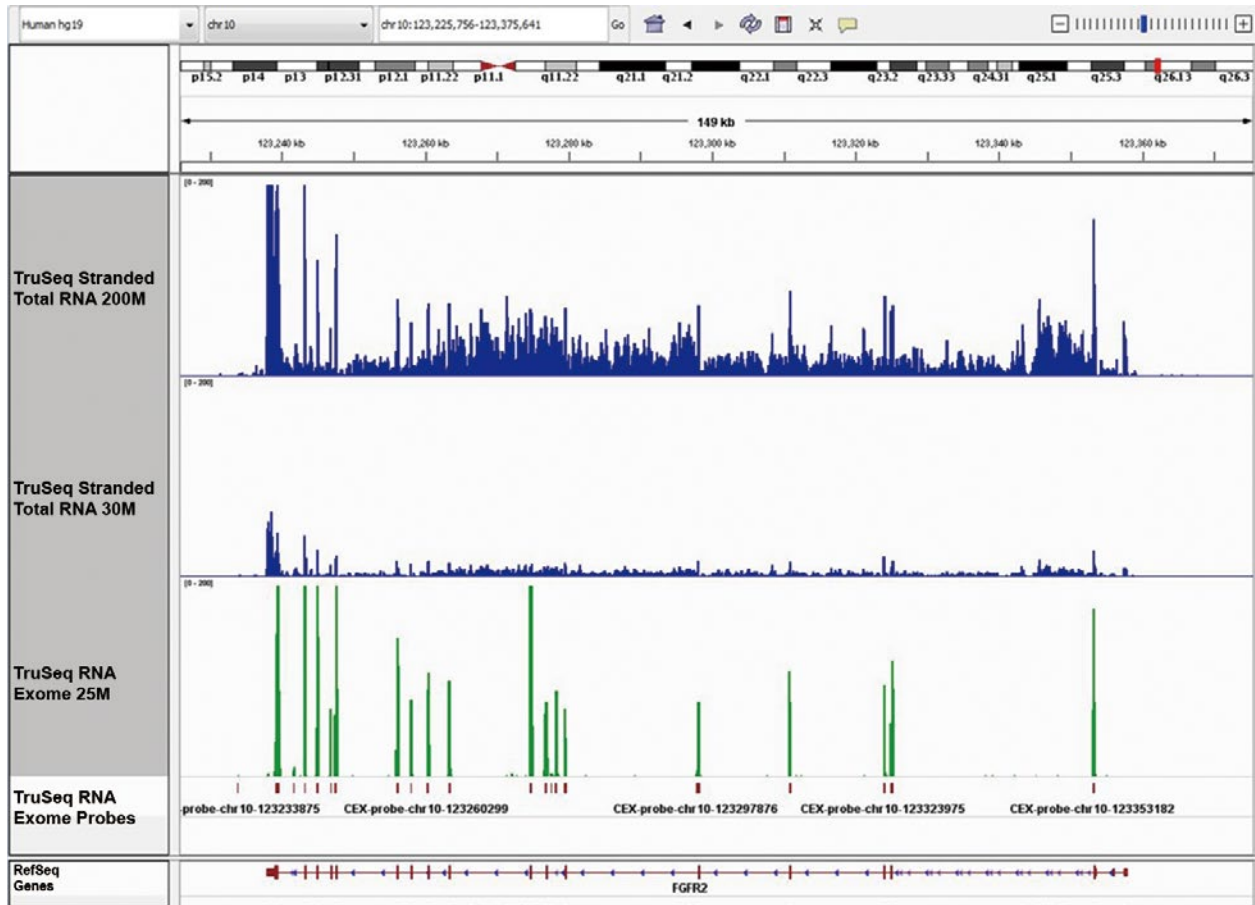 Human hg19 chr10 chr10:123,225,756-123,375,641 Go
p15.2 p14 p13 p12.31 p12.1 p11.22 p11.1 q11.22 q21.1 q21.2 q22.1 q22.3 q23.2 q23.33 q24.31 q25.1 q25.3 q26.13 q26.3
149 kb
123,240 kb 123,260 kb 123,280 kb 123,300 kb 123,320 kb 123,340 kb 123,360 kb
[0 - 200]
TruSeq Stranded
Total RNA 200M
[0 - 200]
TruSeq Stranded
Total RNA 30M
[0 - 200]
TruSeq RNA
Exome 25M
TruSeq RNA
Exome Probes
-probe-chr10-123233875 CEX-probe-chr10-123260299 CEX-probe-chr10-123297876 CEX-probe-chr10-123323975 CEX-probe-chr10-123353182
RefSeq
Genes
FGFR2